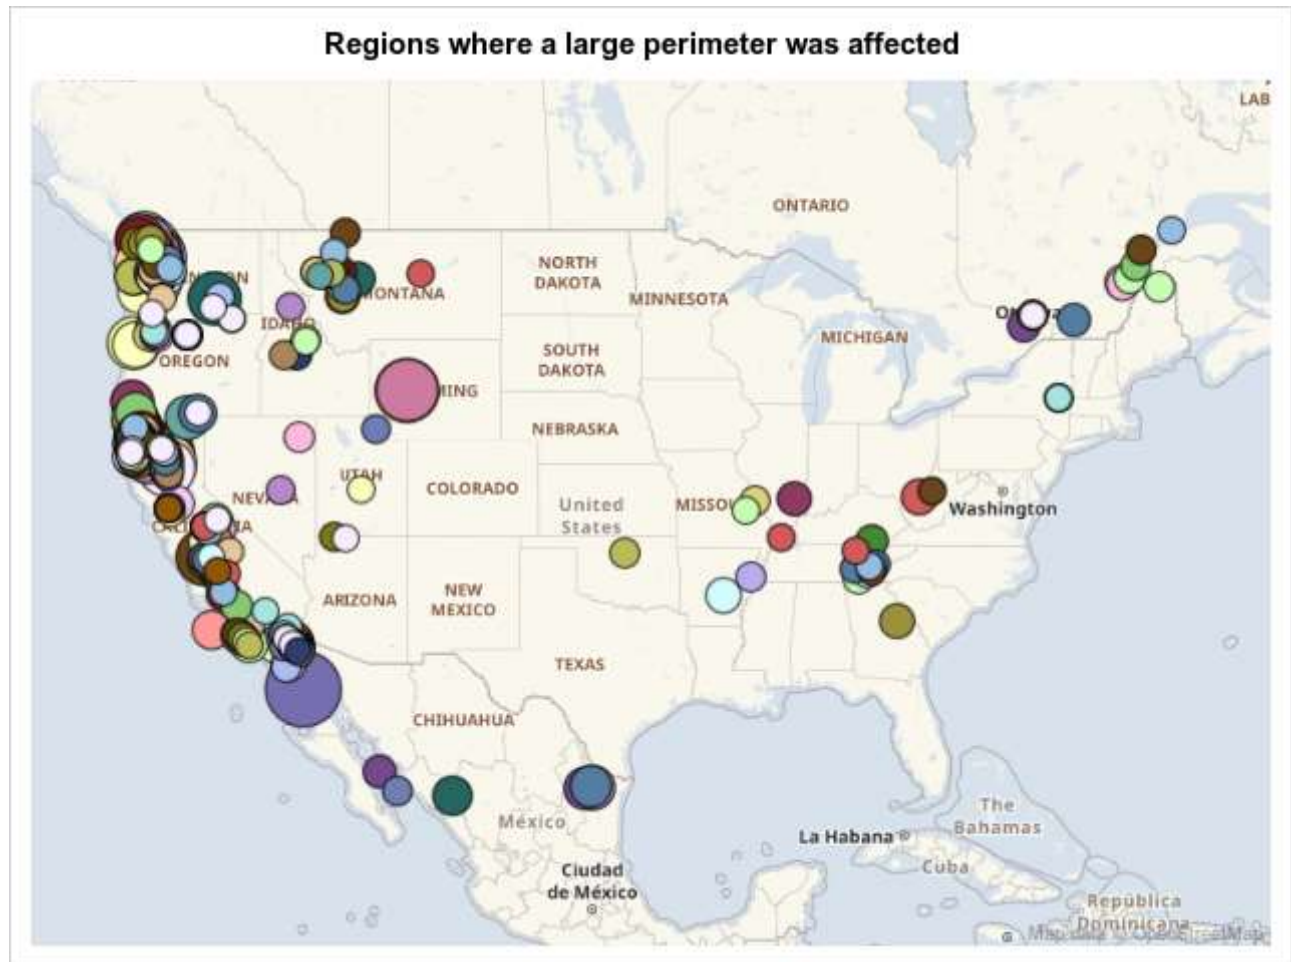 Regions where a large perimeter was affected
LAB
ONTARIO
NORTH
DAKOTA
MONTANA
MINNESOTA
IDAHO
MICHIGAN
OREGON
SOUTH
DAKOTA
NEBRASKA
UTAH
COLORADO
NEVA
United
States
MISSOU
Washington
ARIZONA
NEW
MEXICO
TEXAS
CHIHUAHUA
México
Ciudad
de México
La Habana
The
Bahamas
Cuba
República
Dominicana